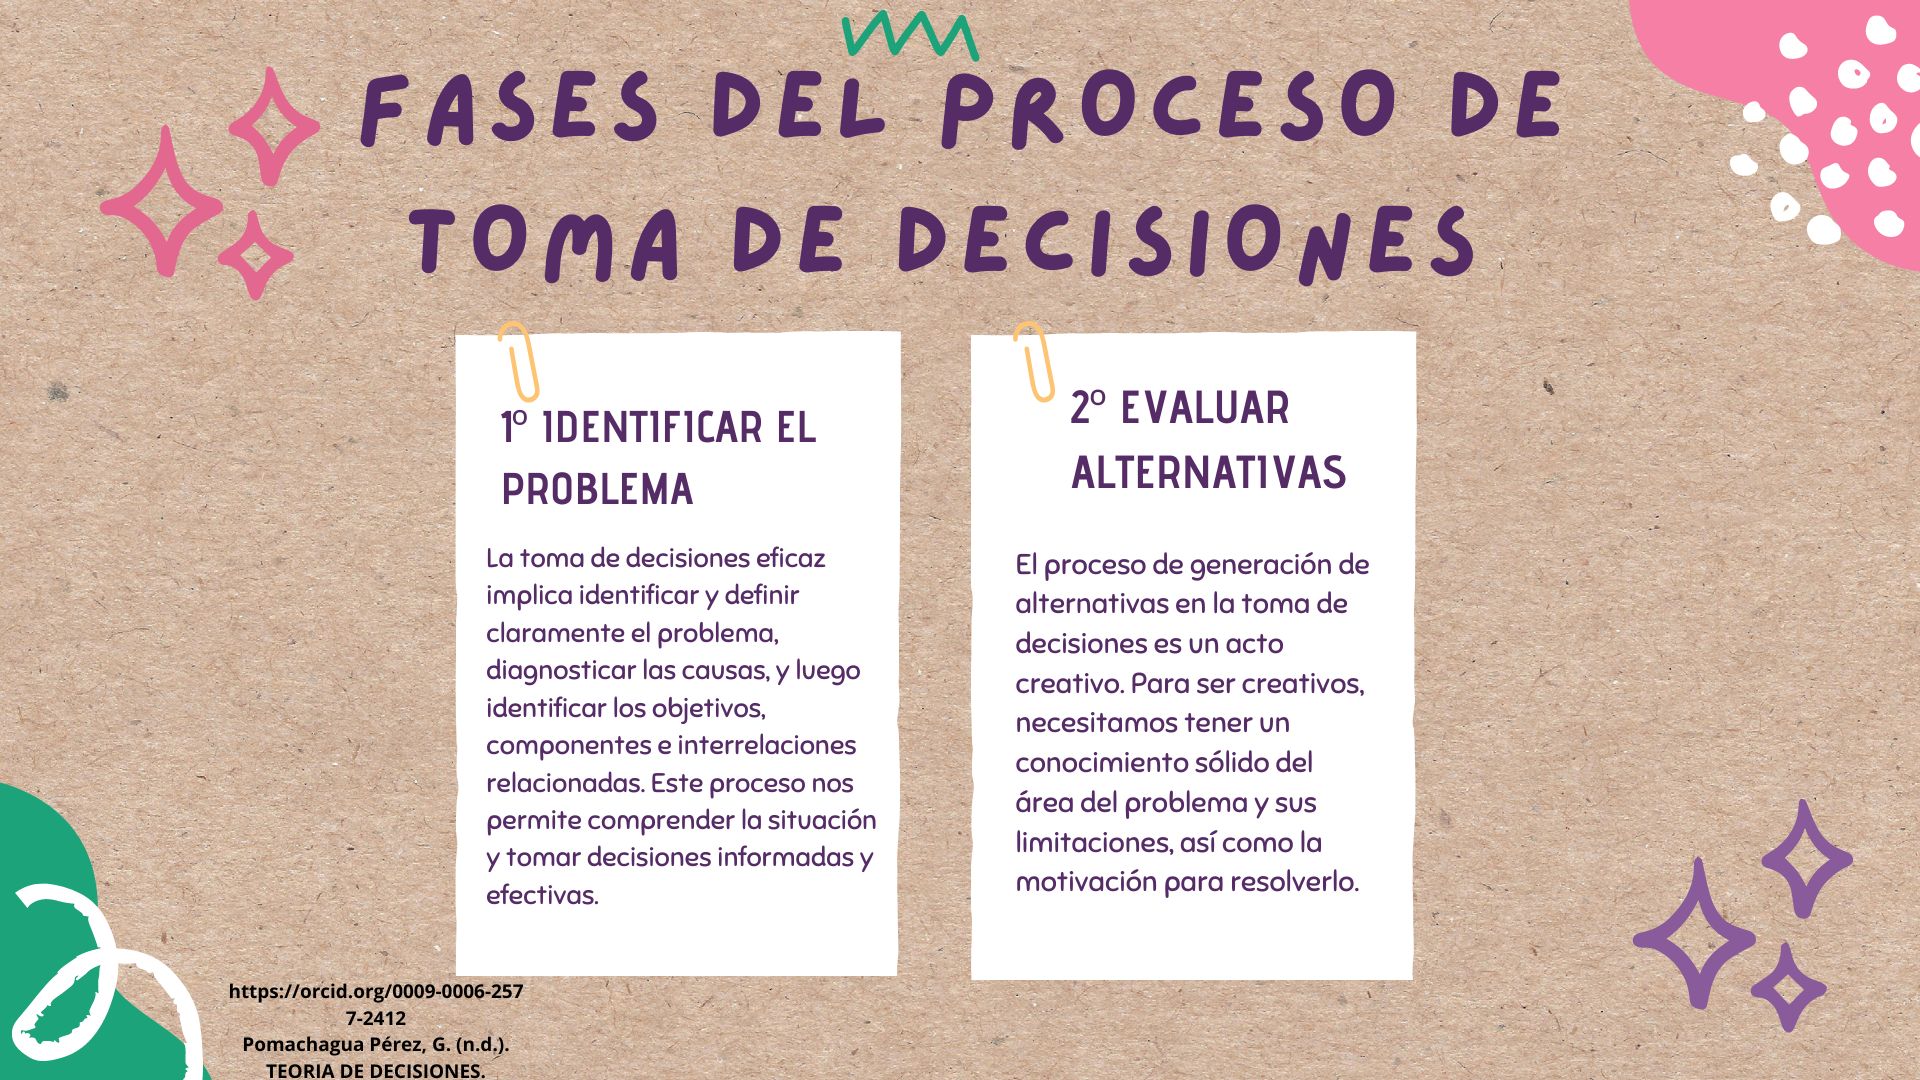 FASES DEL PROCESO DE
TOMA DE DECISIONES
1º IDENTIFICAR EL
PROBLEMA
La toma de decisiones eficaz
implica identificar y definir
claramente el problema,
diagnosticar las causas, y luego
identificar los objetivos,
componentes e interrelaciones
relacionadas. Este proceso nos
permite comprender la situación
y tomar decisiones informadas y
efectivas.
2º EVALUAR
ALTERNATIVAS
El proceso de generación de
alternativas en la toma de
decisiones es un acto
creativo. Para ser creativos,
necesitamos tener un
conocimiento sólido del
área del problema y sus
limitaciones, así como la
motivación para resolverlo.
https://orcid.org/0009-0006-257
7-2412
Pomachagua Pérez, G. (n.d.).
TEORIA DE DECISIONES.